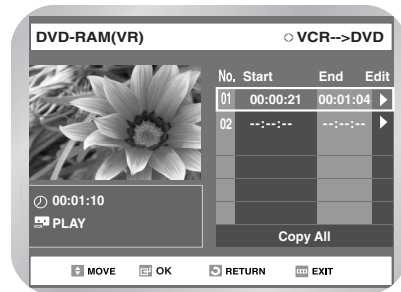 DVD-RAM(VR) VCR-->DVD
No. Start End Edit
01 00:00:21 00:01:04
02 --:--:-- --:--:--
00:01:10
VCR PLAY
Copy All
MOVE OK RETURN EXIT